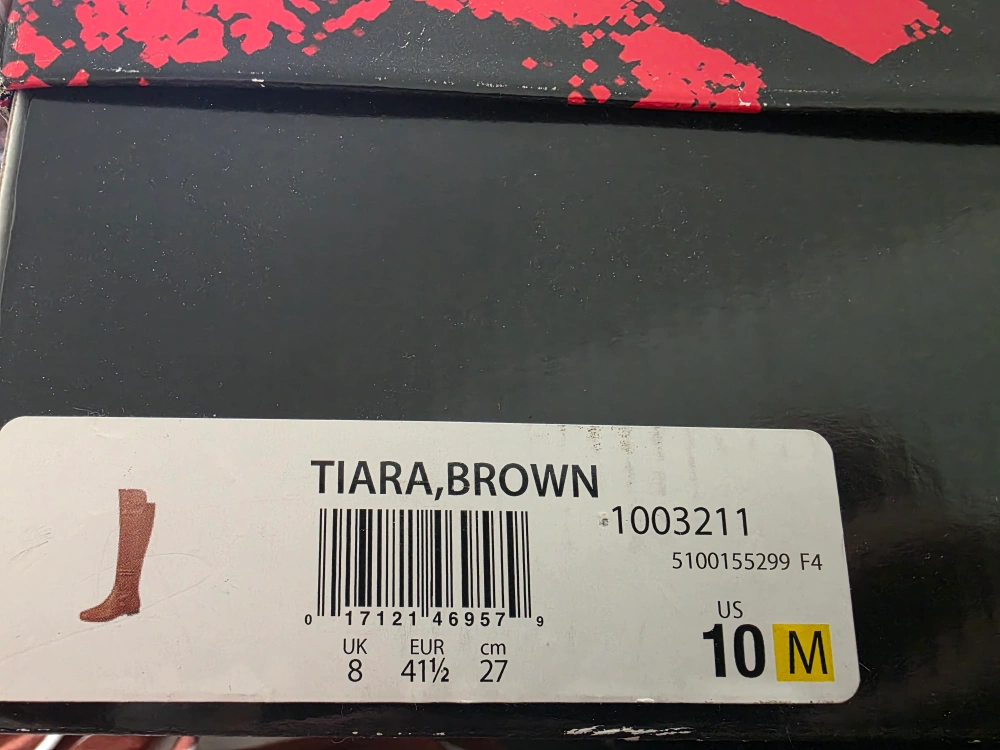 TIARA,BROWN
1003211
5100155299 F4
0 17121 46957 9
UK EUR cm
8 41½ 27
US
10 M